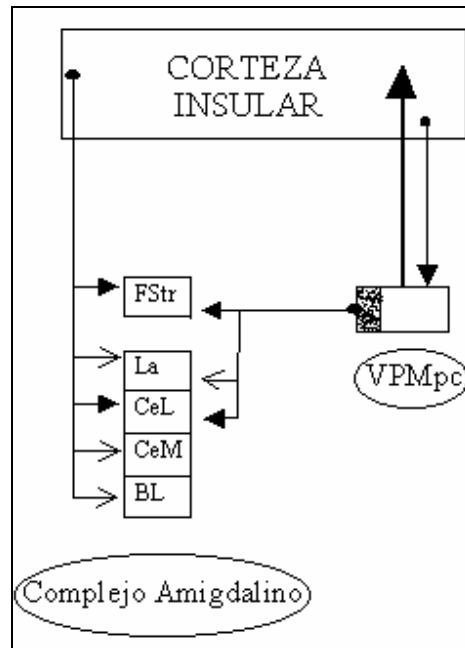 CORTEZA
INSULAR
FStr
La
CeL
CeM
BL
VPMpc
Complejo Amigdalino